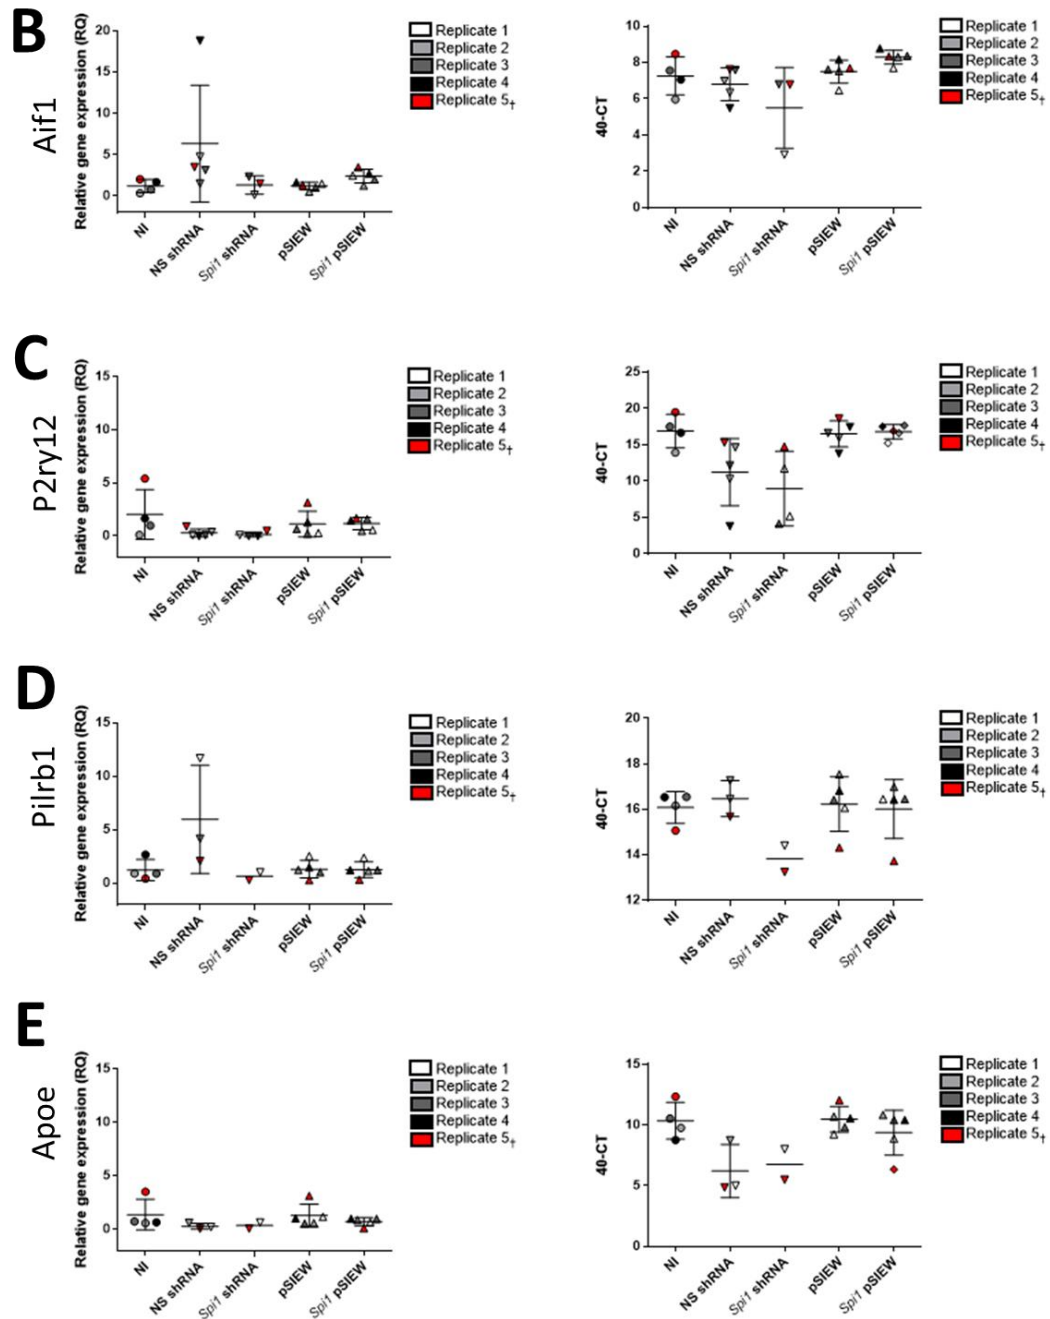 B
Aif1
Relative gene expression (RQ)
20
15
10
5
0
NI
NS shRNA
Spi1 shRNA
pSIEW
Spi1 pSIEW
Replicate 1
Replicate 2
Replicate 3
Replicate 4
Replicate 5†
40-CT
10
8
6
4
2
0
NI
NS shRNA
Spi1 shRNA
pSIEW
Spi1 pSIEW
Replicate 1
Replicate 2
Replicate 3
Replicate 4
Replicate 5†
C
P2ry12
Relative gene expression (RQ)
15
10
5
0
NI
NS shRNA
Spi1 shRNA
pSIEW
Spi1 pSIEW
Replicate 1
Replicate 2
Replicate 3
Replicate 4
Replicate 5†
40-CT
25
20
15
10
5
0
NI
NS shRNA
Spi1 shRNA
pSIEW
Spi1 pSIEW
Replicate 1
Replicate 2
Replicate 3
Replicate 4
Replicate 5†
D
Pilrb1
Relative gene expression (RQ)
15
10
5
0
NI
NS shRNA
Spi1 shRNA
pSIEW
Spi1 pSIEW
Replicate 1
Replicate 2
Replicate 3
Replicate 4
Replicate 5†
40-CT
20
18
16
14
12
NI
NS shRNA
Spi1 shRNA
pSIEW
Spi1 pSIEW
Replicate 1
Replicate 2
Replicate 3
Replicate 4
Replicate 5†
E
Apoe
Relative gene expression (RQ)
15
10
5
0
NI
NS shRNA
Spi1 shRNA
pSIEW
Spi1 pSIEW
Replicate 1
Replicate 2
Replicate 3
Replicate 4
Replicate 5†
40-CT
15
10
5
0
NI
NS shRNA
Spi1 shRNA
pSIEW
Spi1 pSIEW
Replicate 1
Replicate 2
Replicate 3
Replicate 4
Replicate 5†